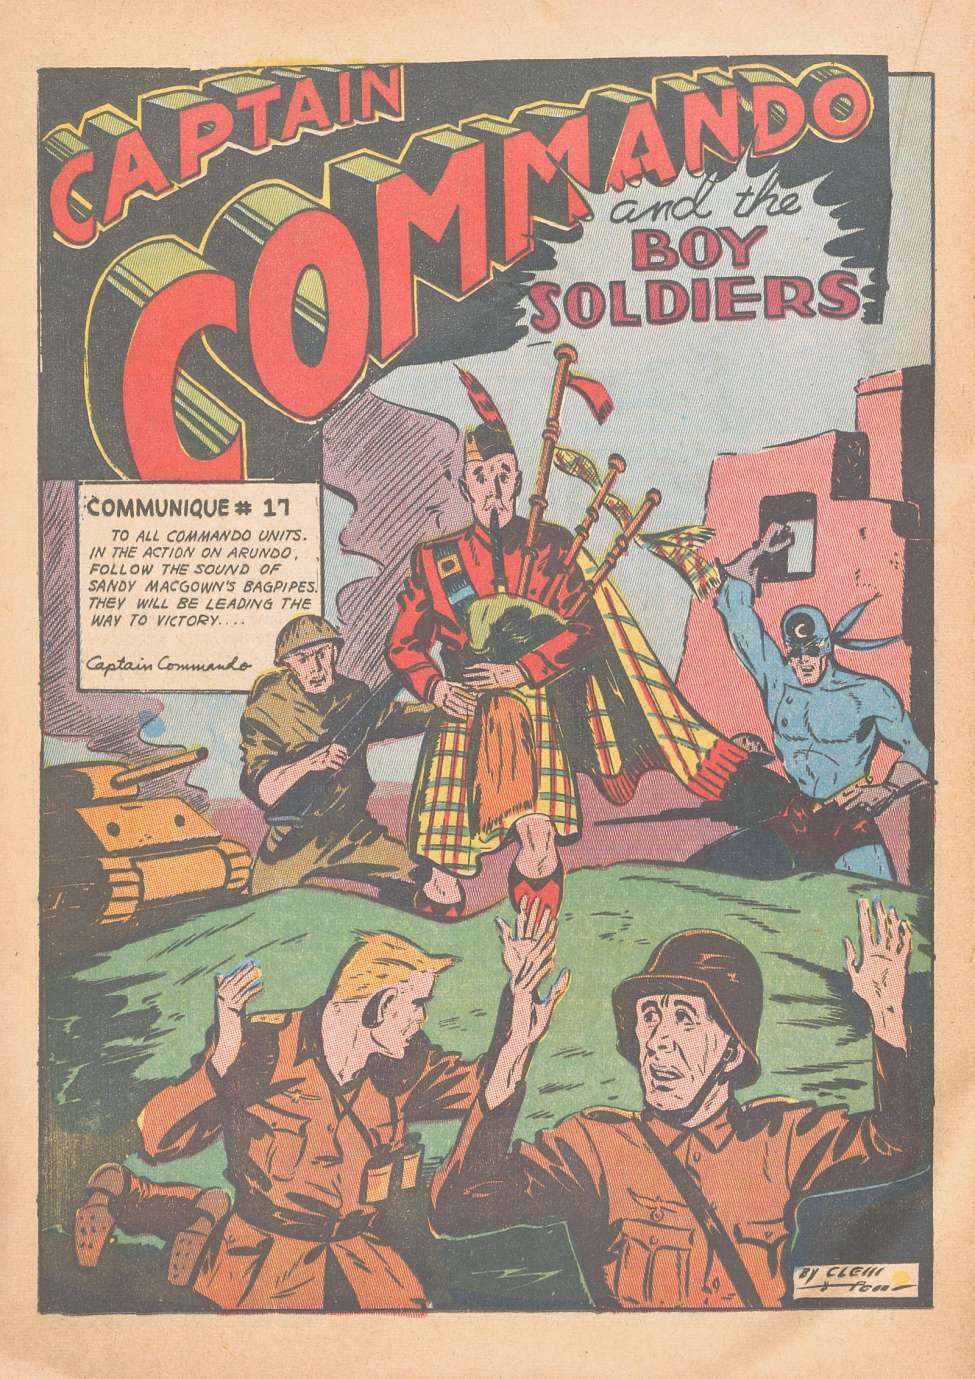 CAPTAIN
COMMANDO
and the
BOY
SOLDIERS
COMMUNIQUE # 17
TO ALL COMMANDO UNITS.
IN THE ACTION ON ARUNDO,
FOLLOW THE SOUND OF
SANDY MACGOWN'S BAGPIPES.
THEY WILL BE LEADING THE
WAY TO VICTORY....
Captain Commando
BY CLEM